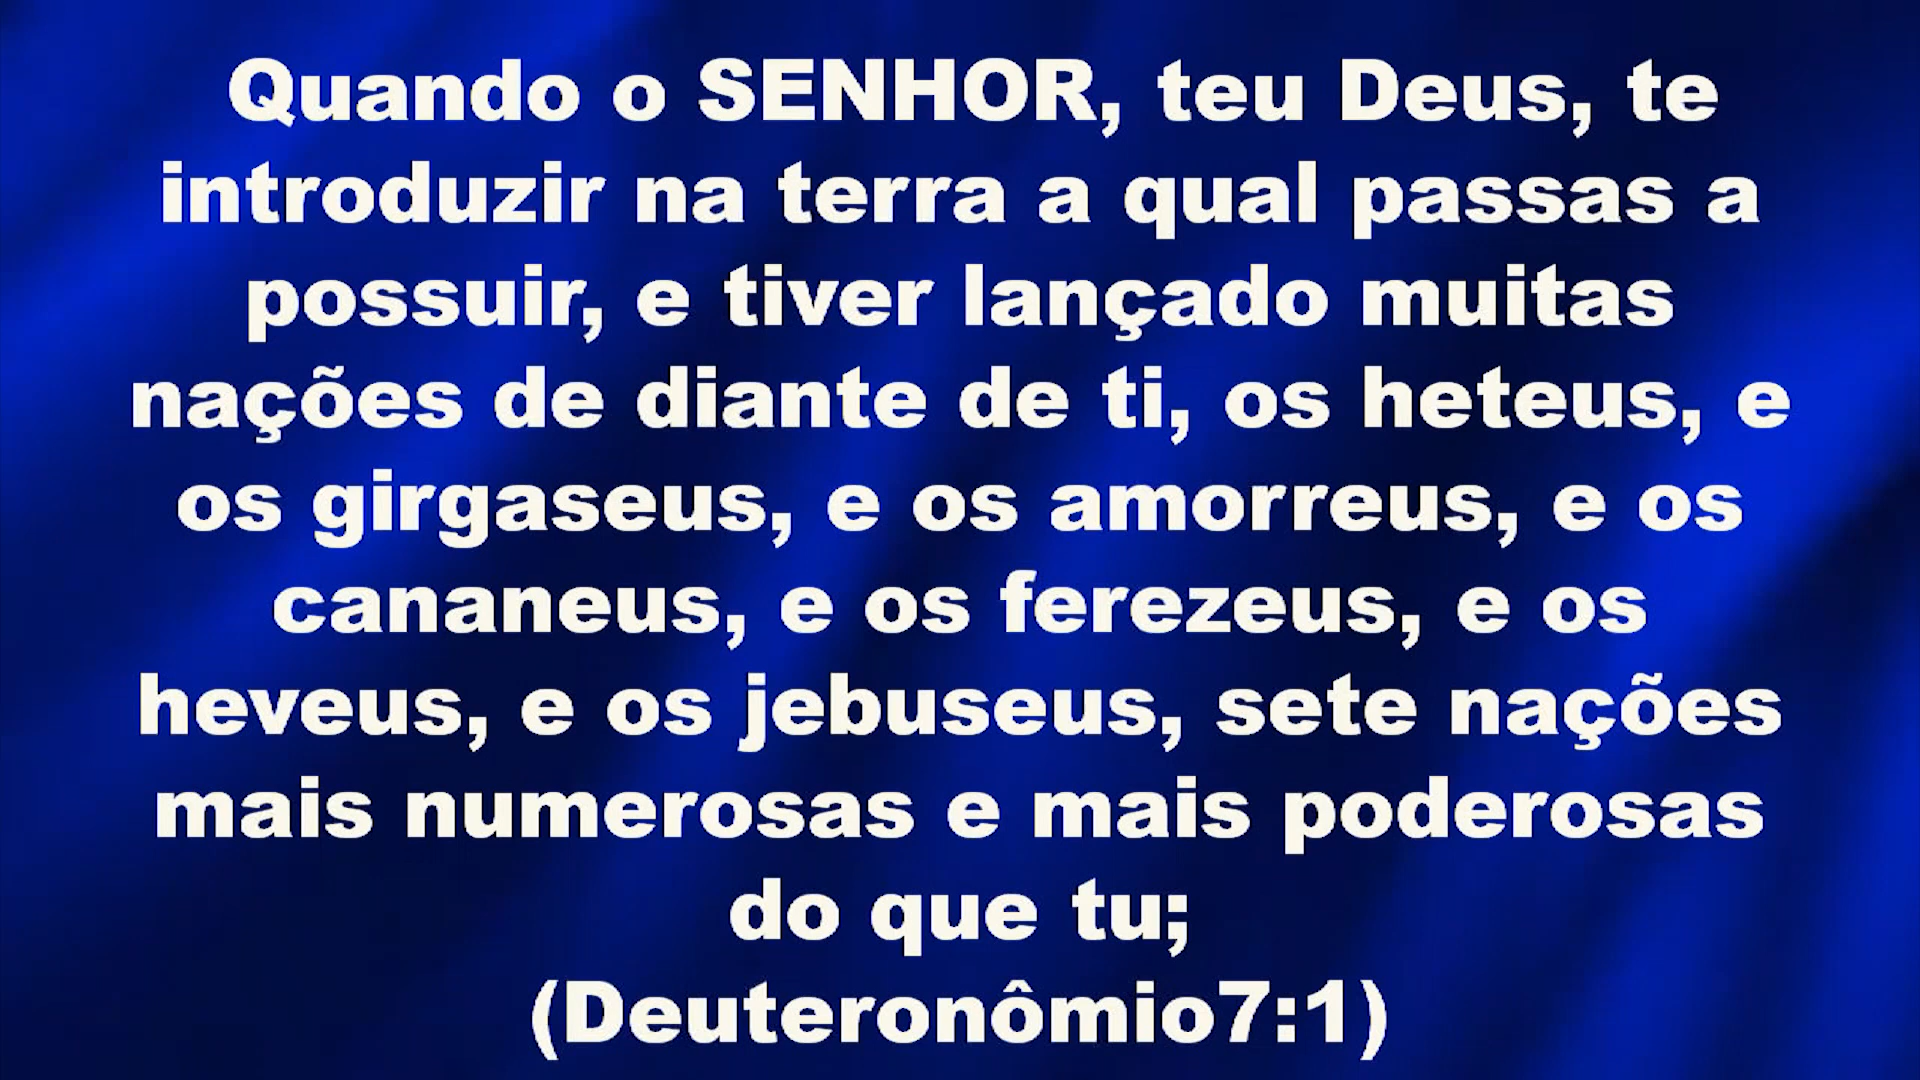 Quando o SENHOR, teu Deus, te
introduzir na terra a qual passas a
possuir, e tiver lançado muitas
nações de diante de ti, os heteus, e
os girgaseus, e os amorreus, e os
cananeus, e os ferezeus, e os
heveus, e os jebuseus, sete nações
mais numerosas e mais poderosas
do que tu;
(Deuteronômio7:1)